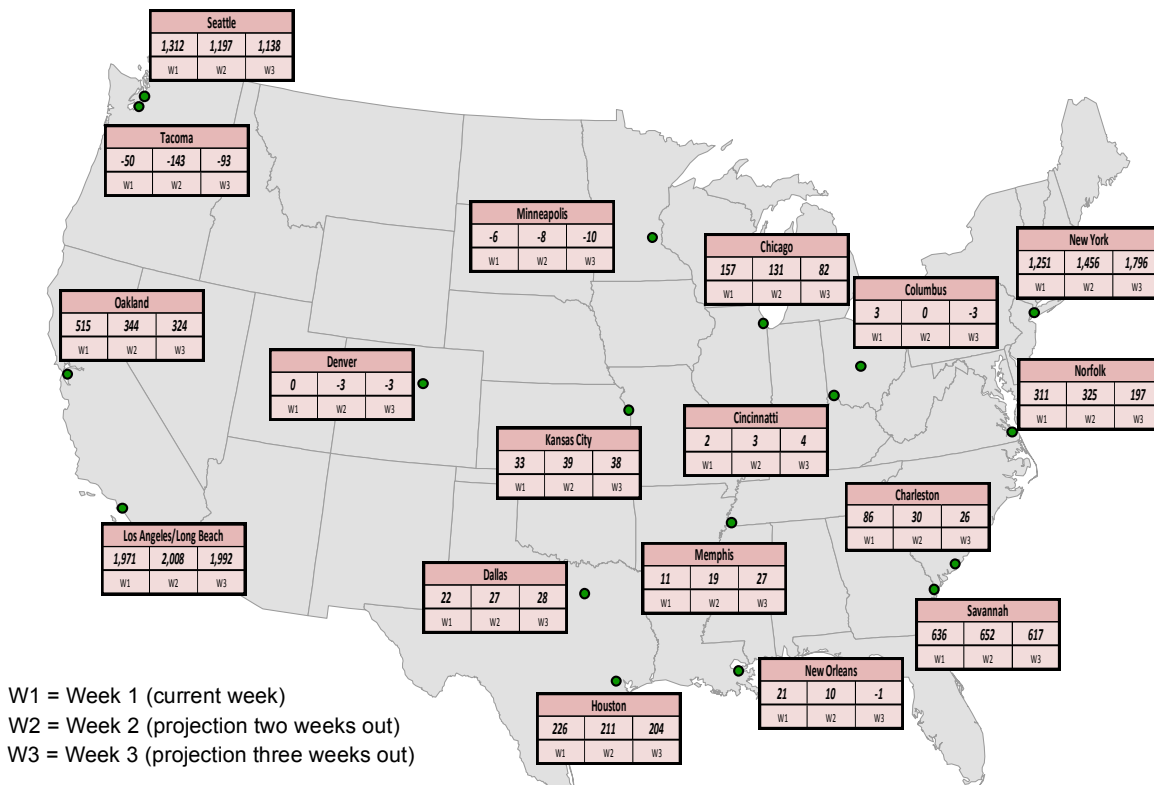 Seattle
1,312 1,197 1,138
W1 W2 W3
Tacoma
-50 -143 -93
W1 W2 W3
Minneapolis
-6 -8 -10
W1 W2 W3
Chicago
157 131 82
W1 W2 W3
New York
1,251 1,456 1,796
W1 W2 W3
Columbus
3 0 -3
W1 W2 W3
Oakland
515 344 324
W1 W2 W3
Denver
0 -3 -3
W1 W2 W3
Norfolk
311 325 197
W1 W2 W3
Cincinnatti
2 3 4
W1 W2 W3
Kansas City
33 39 38
W1 W2 W3
Charleston
86 30 26
W1 W2 W3
Los Angeles/Long Beach
1,971 2,008 1,992
W1 W2 W3
Memphis
11 19 27
W1 W2 W3
Dallas
22 27 28
W1 W2 W3
Savannah
636 652 617
W1 W2 W3
New Orleans
21 10 -1
W1 W2 W3
Houston
226 211 204
W1 W2 W3
W1 = Week 1 (current week)
W2 = Week 2 (projection two weeks out)
W3 = Week 3 (projection three weeks out)